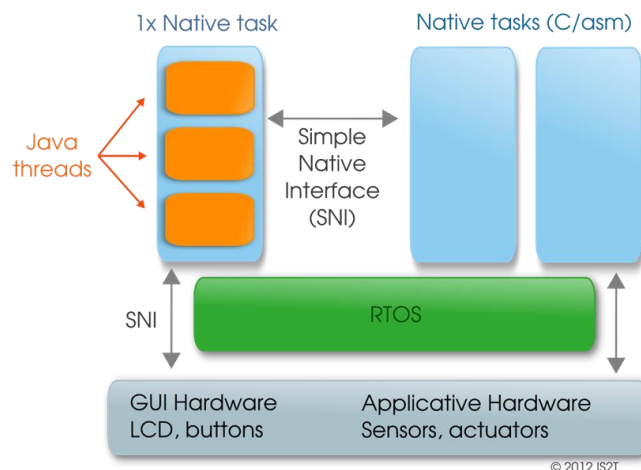 1x Native task
Native tasks (C/asm)
Java
threads
Simple
Native
Interface
(SNI)
SNI
RTOS
GUI Hardware
LCD, buttons
Applicative Hardware
Sensors, actuators
© 2012 IS2T